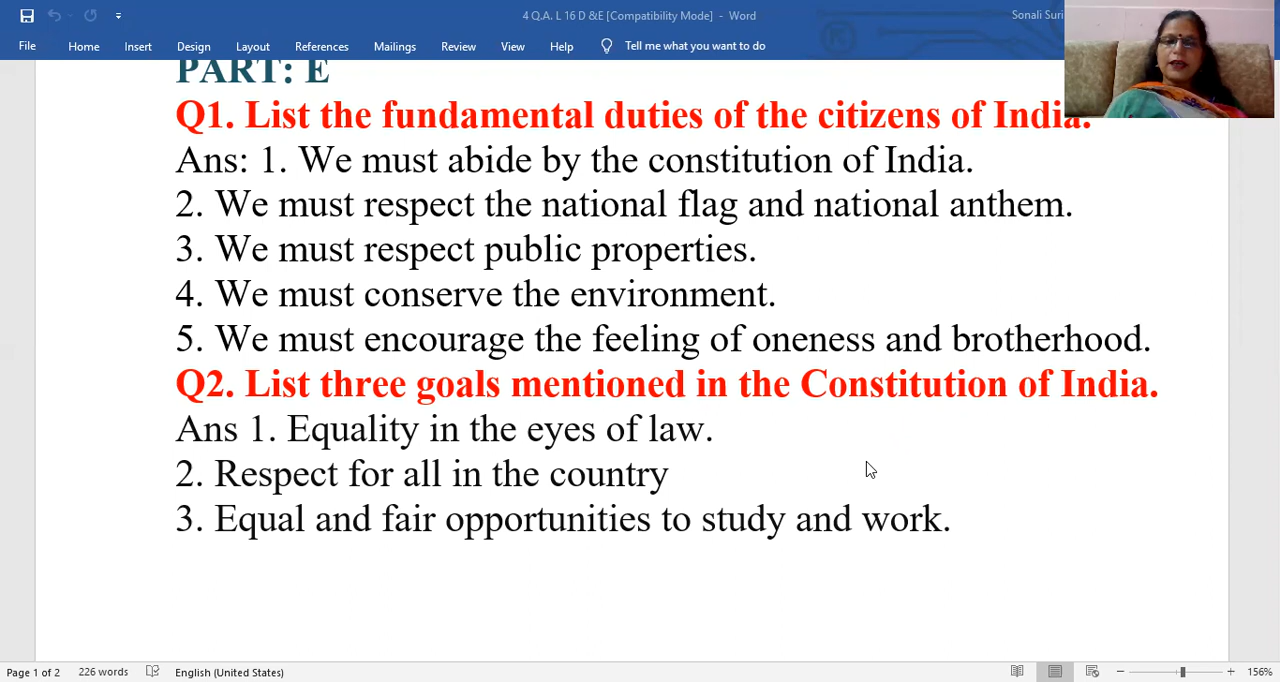 4 Q.A. L 16 D &E [Compatibility Mode] - Word
Sonali Suri
File Home Insert Design Layout References Mailings Review View Help Tell me what you want to do
PART: E
Q1. List the fundamental duties of the citizens of India.
Ans: 1. We must abide by the constitution of India.
2. We must respect the national flag and national anthem.
3. We must respect public properties.
4. We must conserve the environment.
5. We must encourage the feeling of oneness and brotherhood.
Q2. List three goals mentioned in the Constitution of India.
Ans 1. Equality in the eyes of law.
2. Respect for all in the country
3. Equal and fair opportunities to study and work.
Page 1 of 2 226 words English (United States) 156%